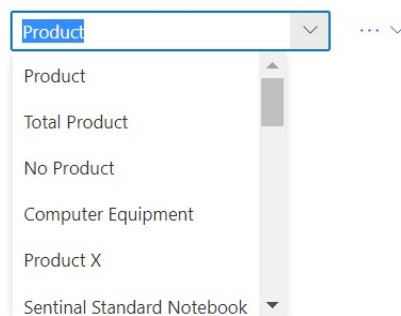 Product
Product
Total Product
No Product
Computer Equipment
Product X
Sentinal Standard Notebook